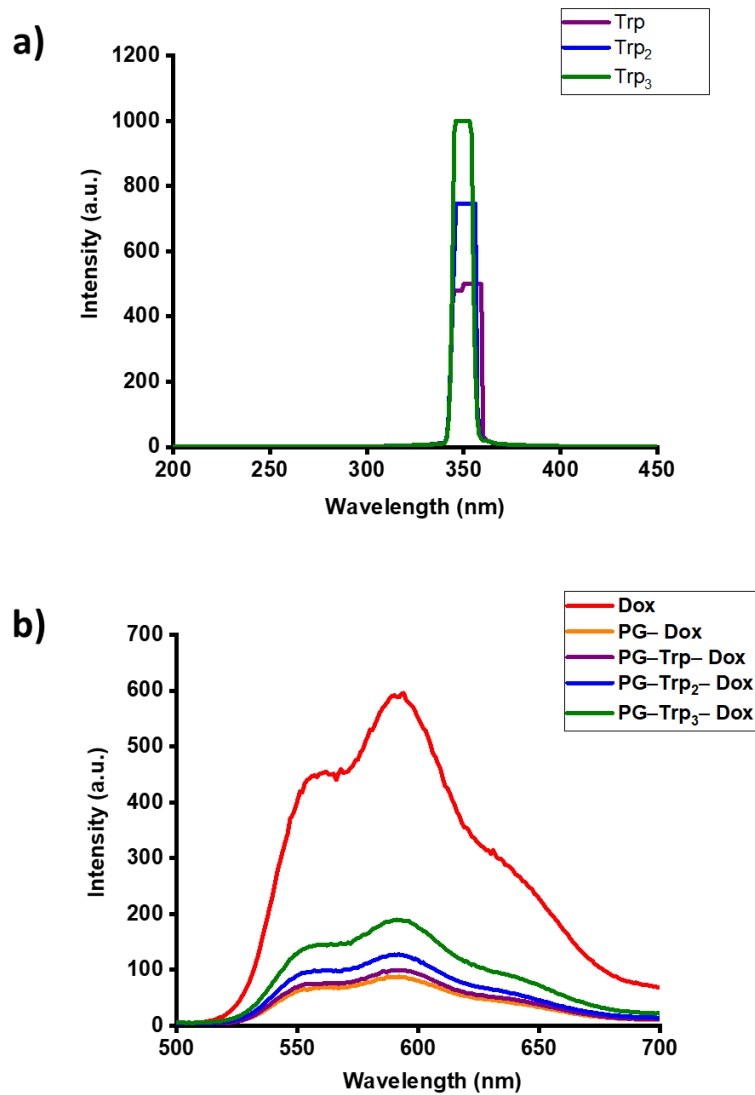 a)
Trp
Trp₂
Trp₃
1200
1000
800
600
400
200
0
Intensity (a.u.)
200 250 300 350 400 450
Wavelength (nm)
b)
Dox
PG– Dox
PG–Trp– Dox
PG–Trp₂– Dox
PG–Trp₃– Dox
700
600
500
400
300
200
100
0
Intensity (a.u.)
500 550 600 650 700
Wavelength (nm)